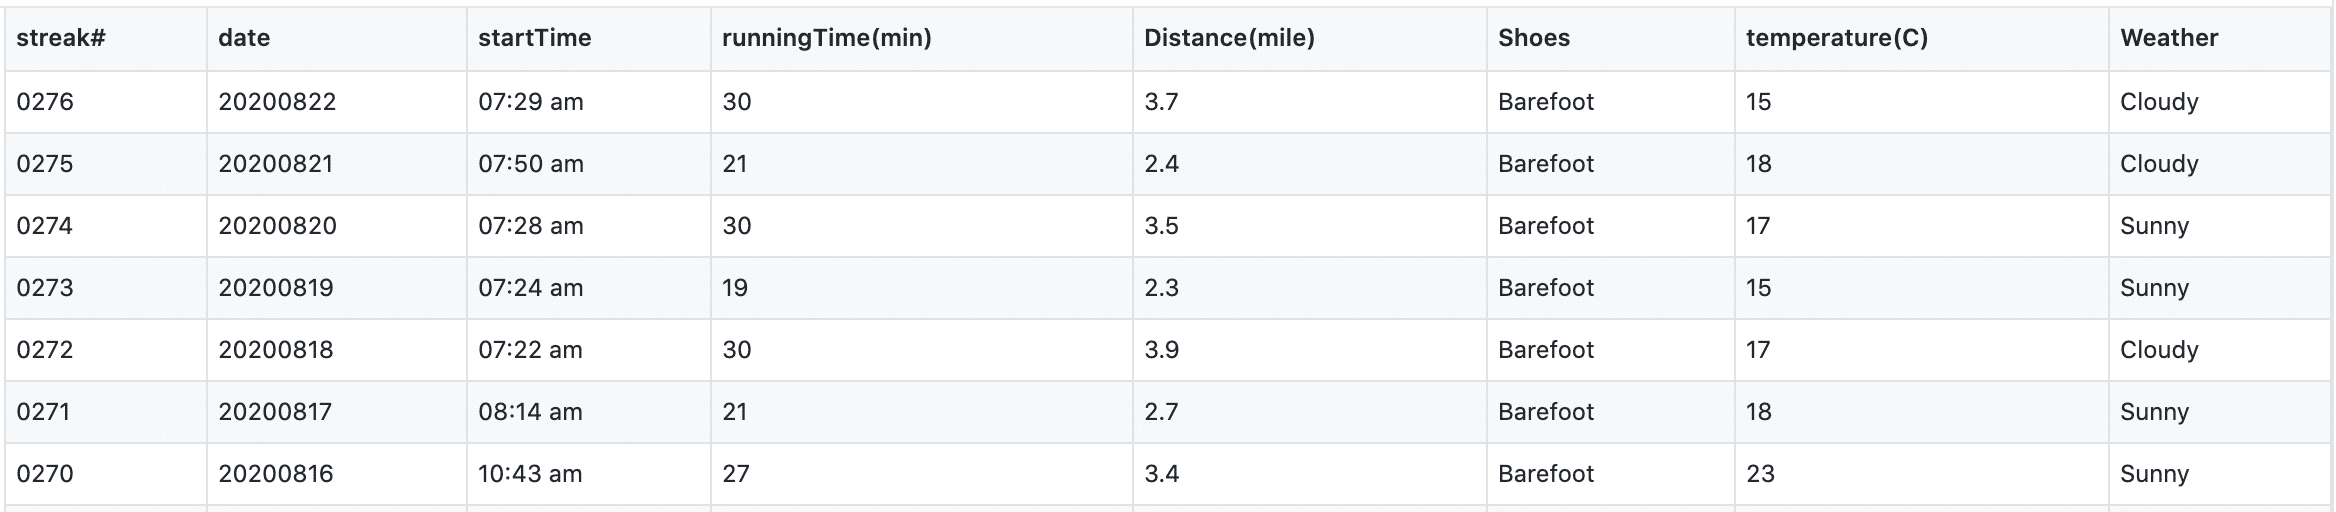 streak# date startTime runningTime(min) Distance(mile) Shoes temperature(C) Weather
0276 20200822 07:29 am 30 3.7 Barefoot 15 Cloudy
0275 20200821 07:50 am 21 2.4 Barefoot 18 Cloudy
0274 20200820 07:28 am 30 3.5 Barefoot 17 Sunny
0273 20200819 07:24 am 19 2.3 Barefoot 15 Sunny
0272 20200818 07:22 am 30 3.9 Barefoot 17 Cloudy
0271 20200817 08:14 am 21 2.7 Barefoot 18 Sunny
0270 20200816 10:43 am 27 3.4 Barefoot 23 Sunny